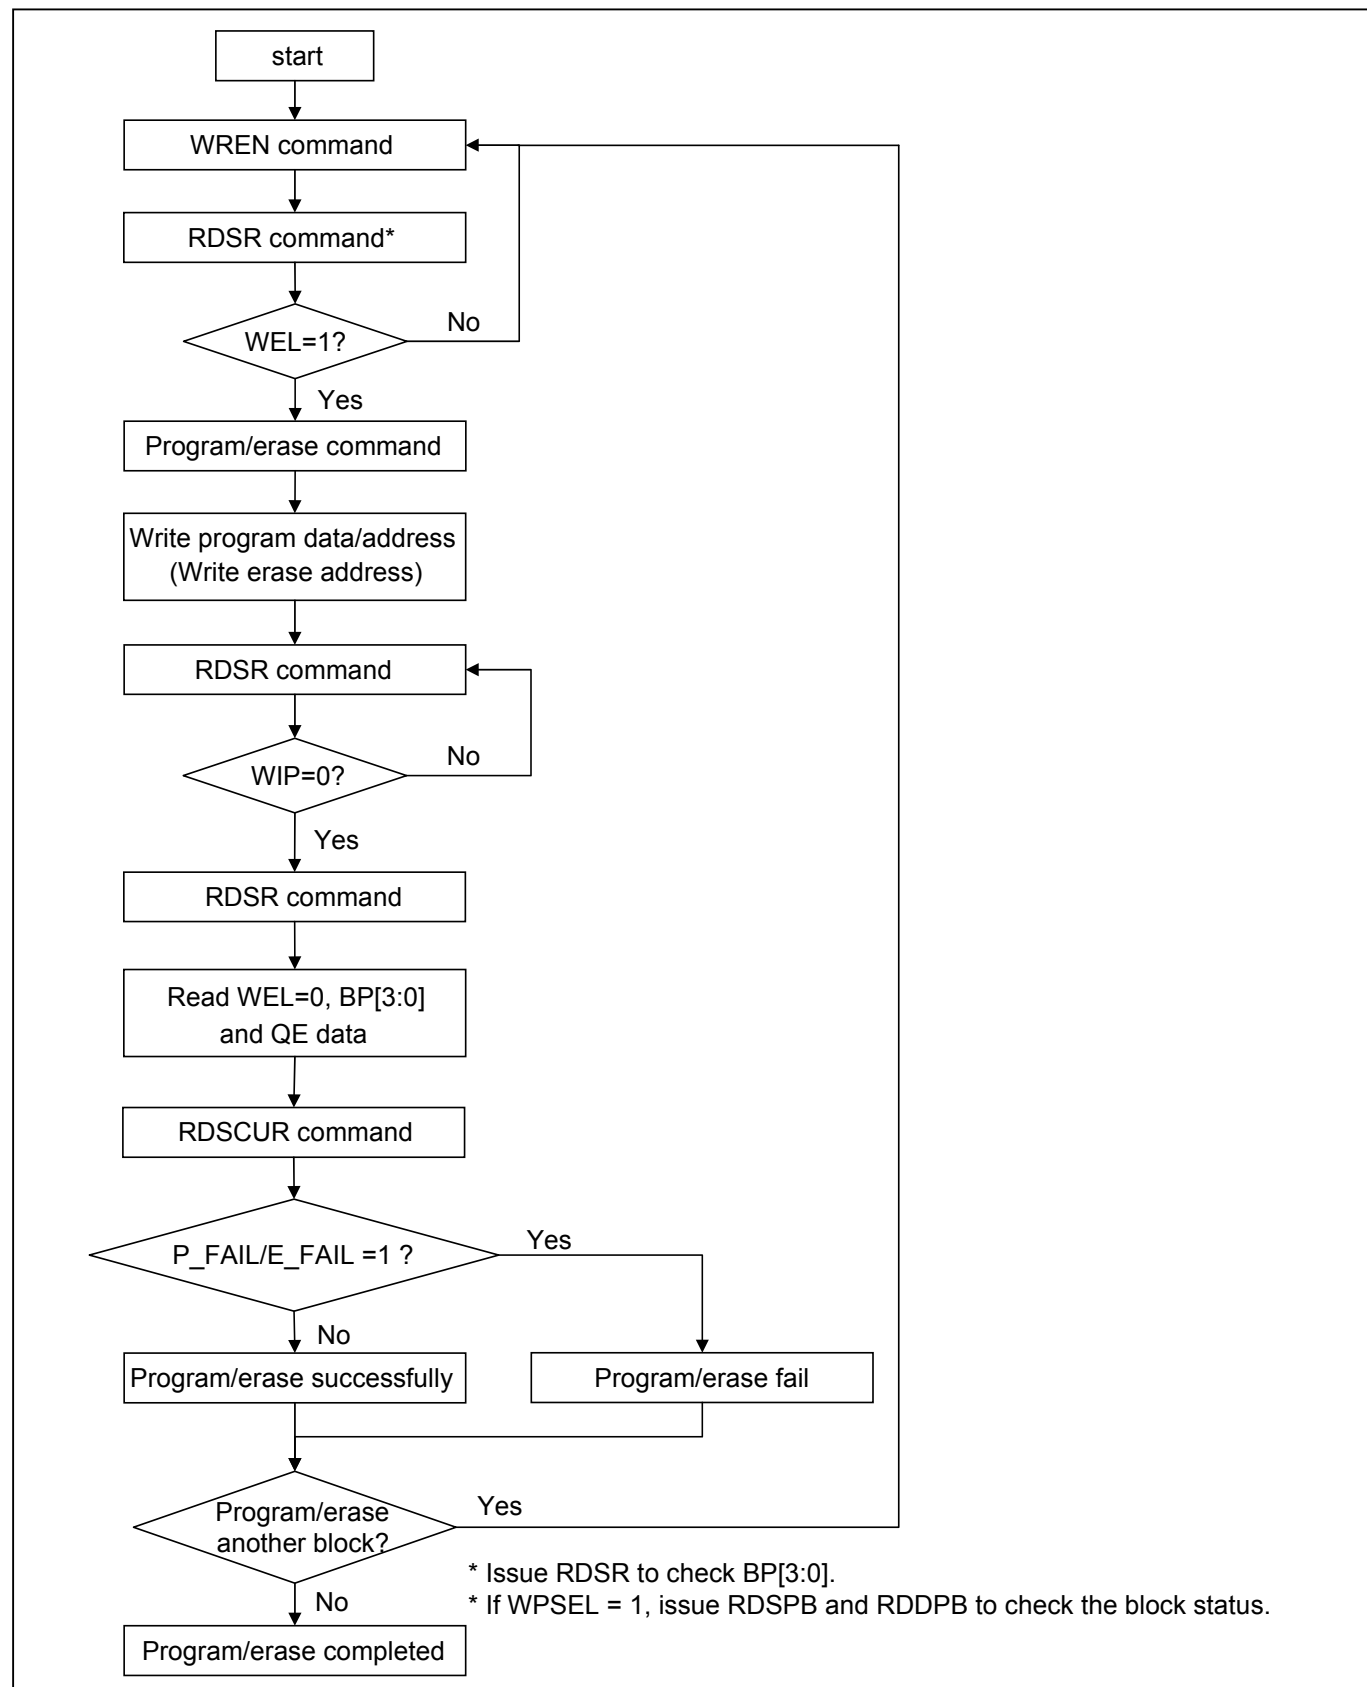 start
WREN command
RDSR command*
WEL=1?
No
Yes
Program/erase command
Write program data/address
(Write erase address)
RDSR command
WIP=0?
No
Yes
RDSR command
Read WEL=0, BP[3:0]
and QE data
RDSCUR command
P_FAIL/E_FAIL =1 ?
Yes
No
Program/erase successfully
Program/erase fail
Program/erase
another block?
Yes
No
* Issue RDSR to check BP[3:0].
* If WPSEL = 1, issue RDSPB and RDDPB to check the block status.
Program/erase completed